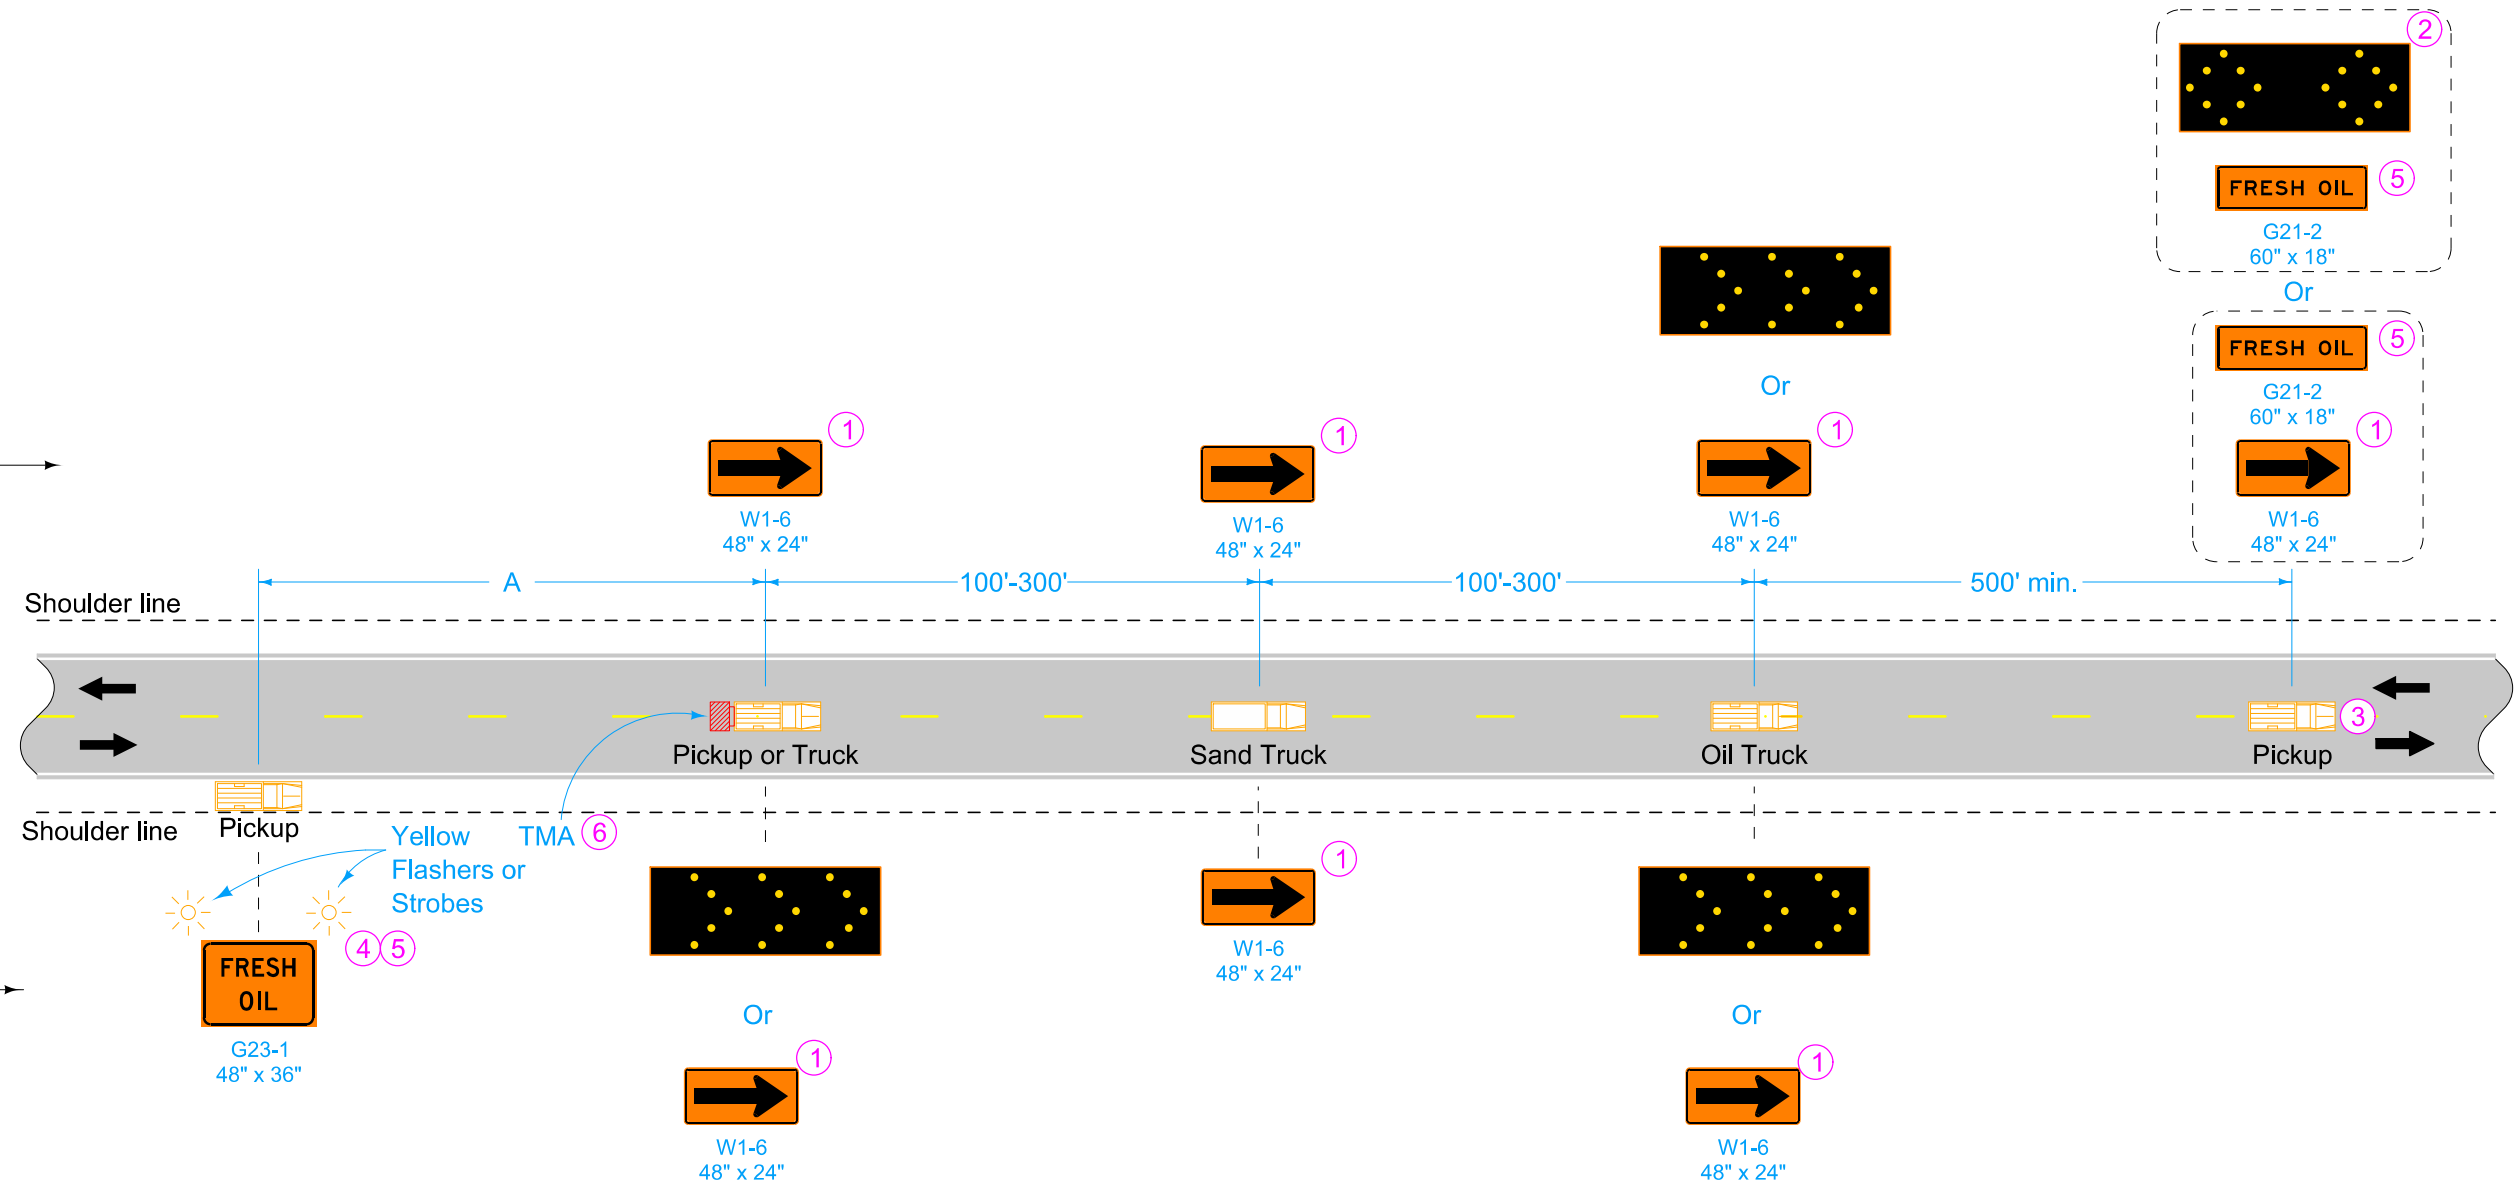 2
FRESH OIL
5
G21-2
60" x 18"
Or
FRESH OIL
5
G21-2
60" x 18"
1
W1-6
48" x 24"
Or
1
W1-6
48" x 24"
1
W1-6
48" x 24"
1
W1-6
48" x 24"
A
100'-300'
100'-300'
500' min.
Shoulder line
3
Pickup or Truck
Sand Truck
Oil Truck
Pickup
Shoulder line
Pickup
Yellow
Flashers or
Strobes
TMA
6
4
5
FRESH
OIL
G23-1
48" x 36"
Or
1
W1-6
48" x 24"
1
W1-6
48" x 24"
Or
1
W1-6
48" x 24"